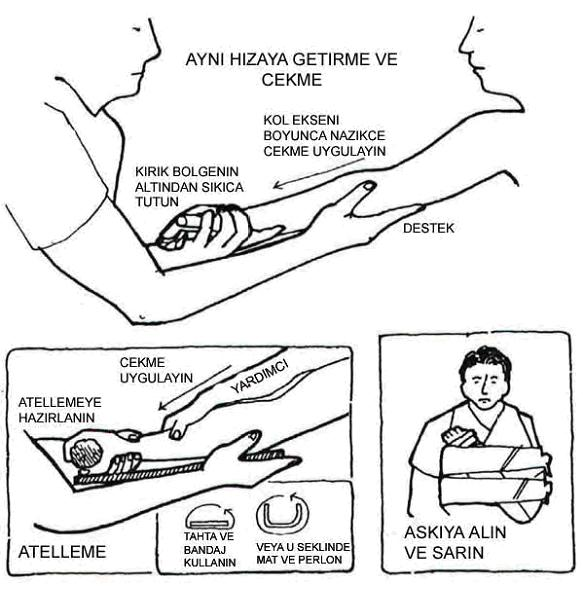 AYNI HIZAYA GETIRME VE
CEKME
KOL EKSENI
BOYUNCA NAZIKCE
CEKME UYGULAYIN
KIRIK BOLGENIN
ALTINDAN SIKICA
TUTUN
DESTEK
CEKME
UYGULAYIN
YARDIMCI
ATELLEMEYE
HAZIRLANIN
TAHTA VE
BANDAJ
KULLANIN
VEYA U SEKLINDE
MAT VE PERLON
ATELLEME
ASKIYA ALIN
VE SARIN